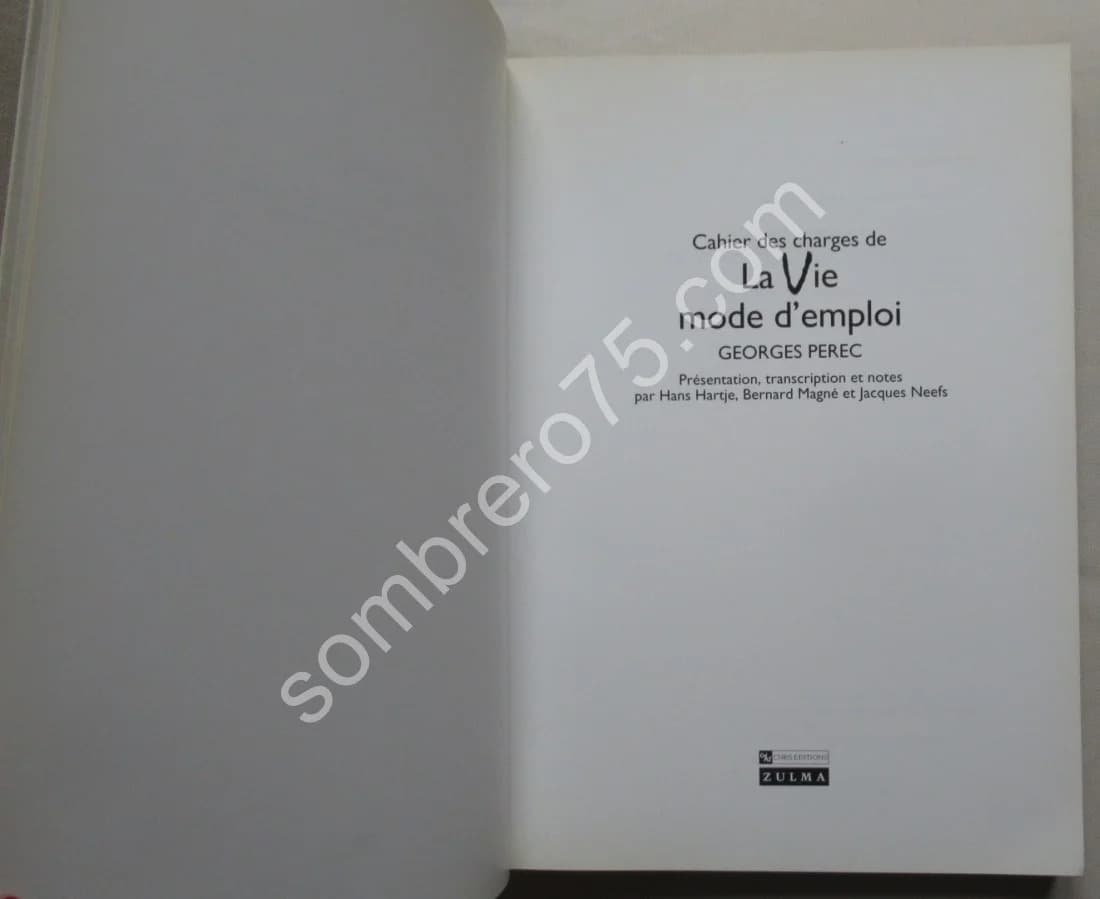 Cahier des charges de
La Vie
mode d'emploi
GEORGES PEREC
Présentation, transcription et notes
par Hans Hartje, Bernard Magné et Jacques Neefs
sombrero75.com
CNRS EDITIONS
ZULMA